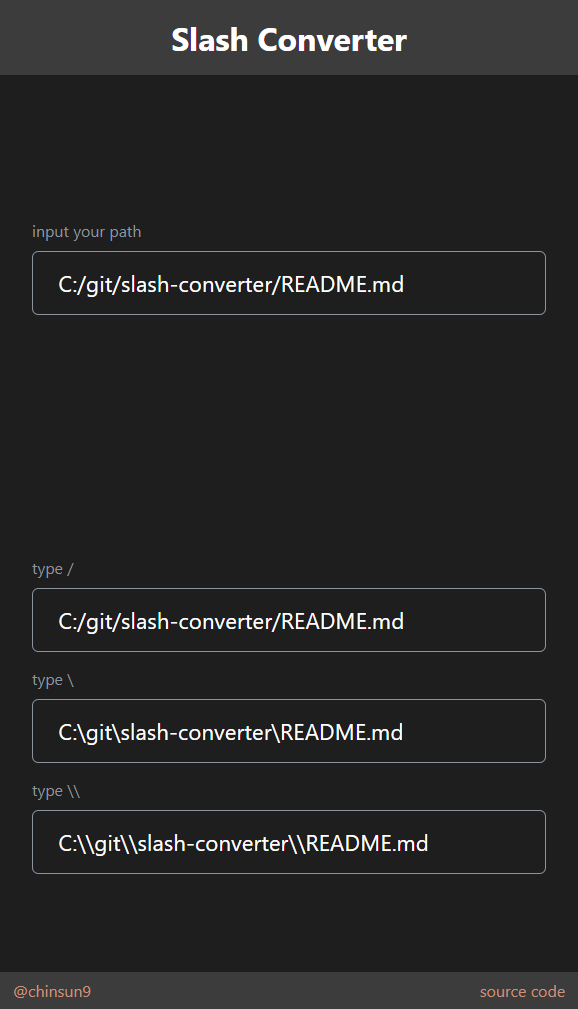 Slash Converter
input your path
C:/git/slash-converter/README.md
type /
C:/git/slash-converter/README.md
type \
C:\git\slash-converter\README.md
type \\
C:\\git\\slash-converter\\README.md
@chinsun9 source code